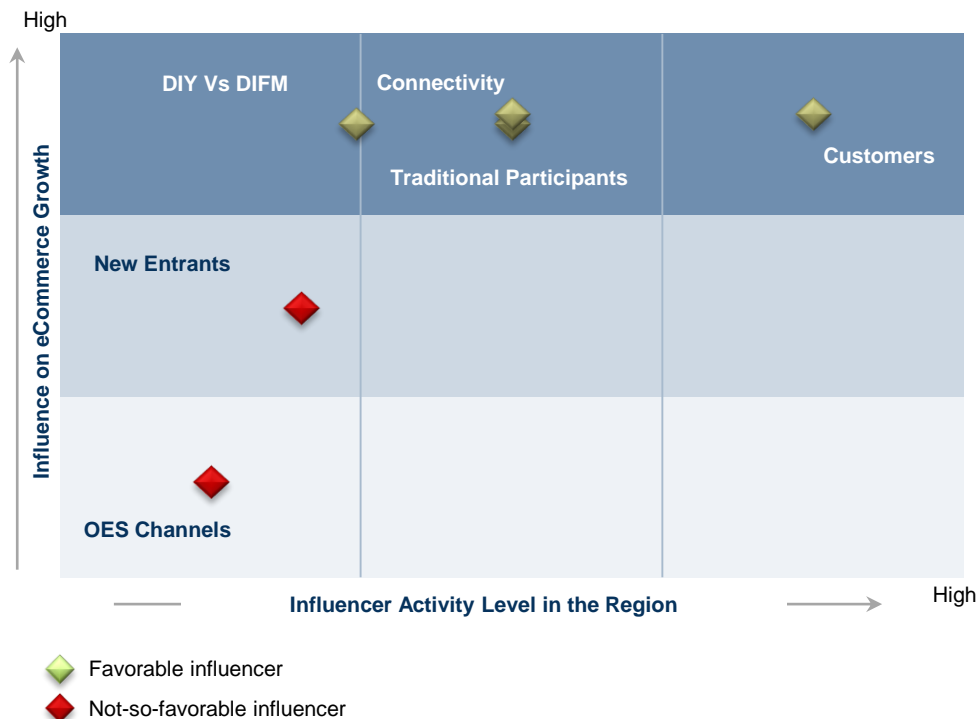 High
DIY Vs DIFM
Connectivity
Customers
Traditional Participants
New Entrants
OES Channels
Influence on eCommerce Growth
Influencer Activity Level in the Region
High
Favorable influencer
Not-so-favorable influencer